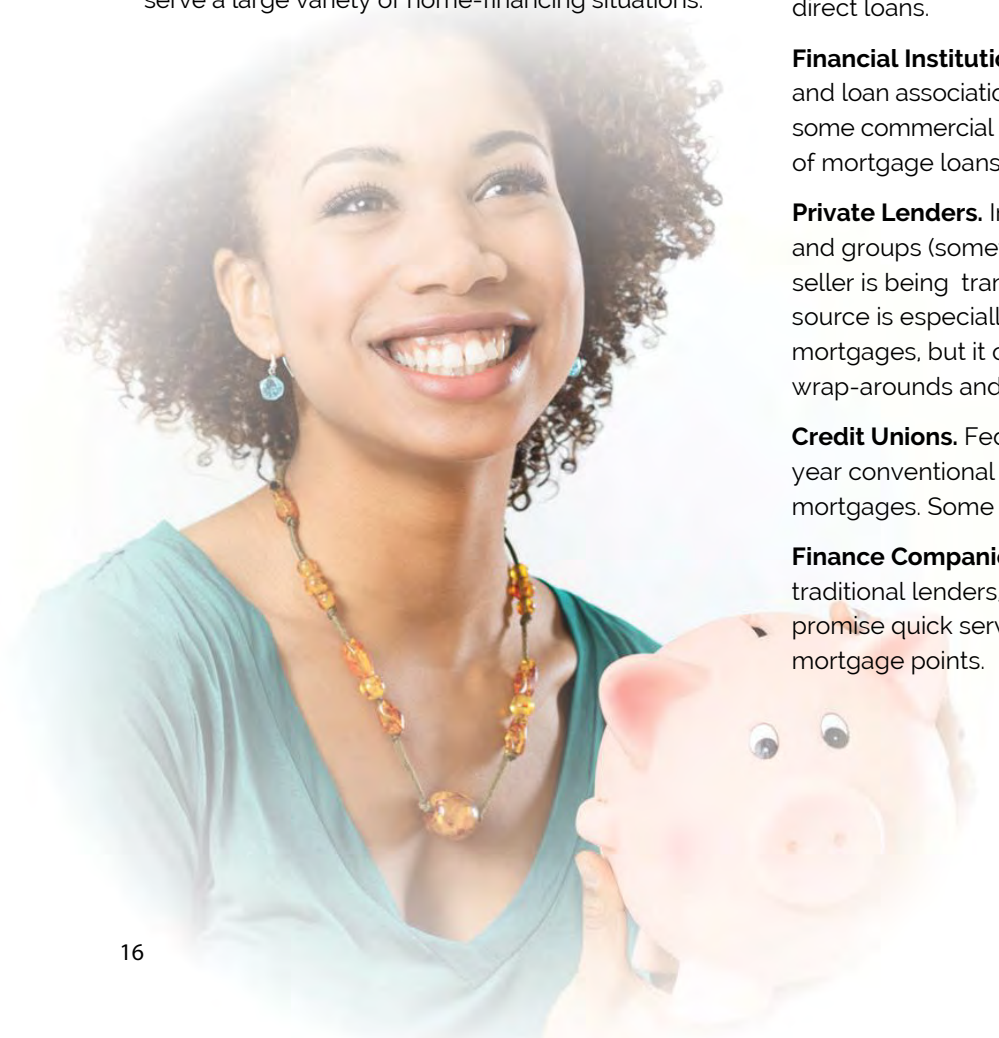 serve a large variety of home-financing situations.
direct loans.
Financial Institutio
and loan associatio
some commercial
of mortgage loans
Private Lenders. I
and groups (some
seller is being  tran
source is especiall
mortgages, but it c
wrap-arounds and
Credit Unions. Fed
year conventional
mortgages. Some
Finance Companie
traditional lenders,
promise quick serv
mortgage points.
16